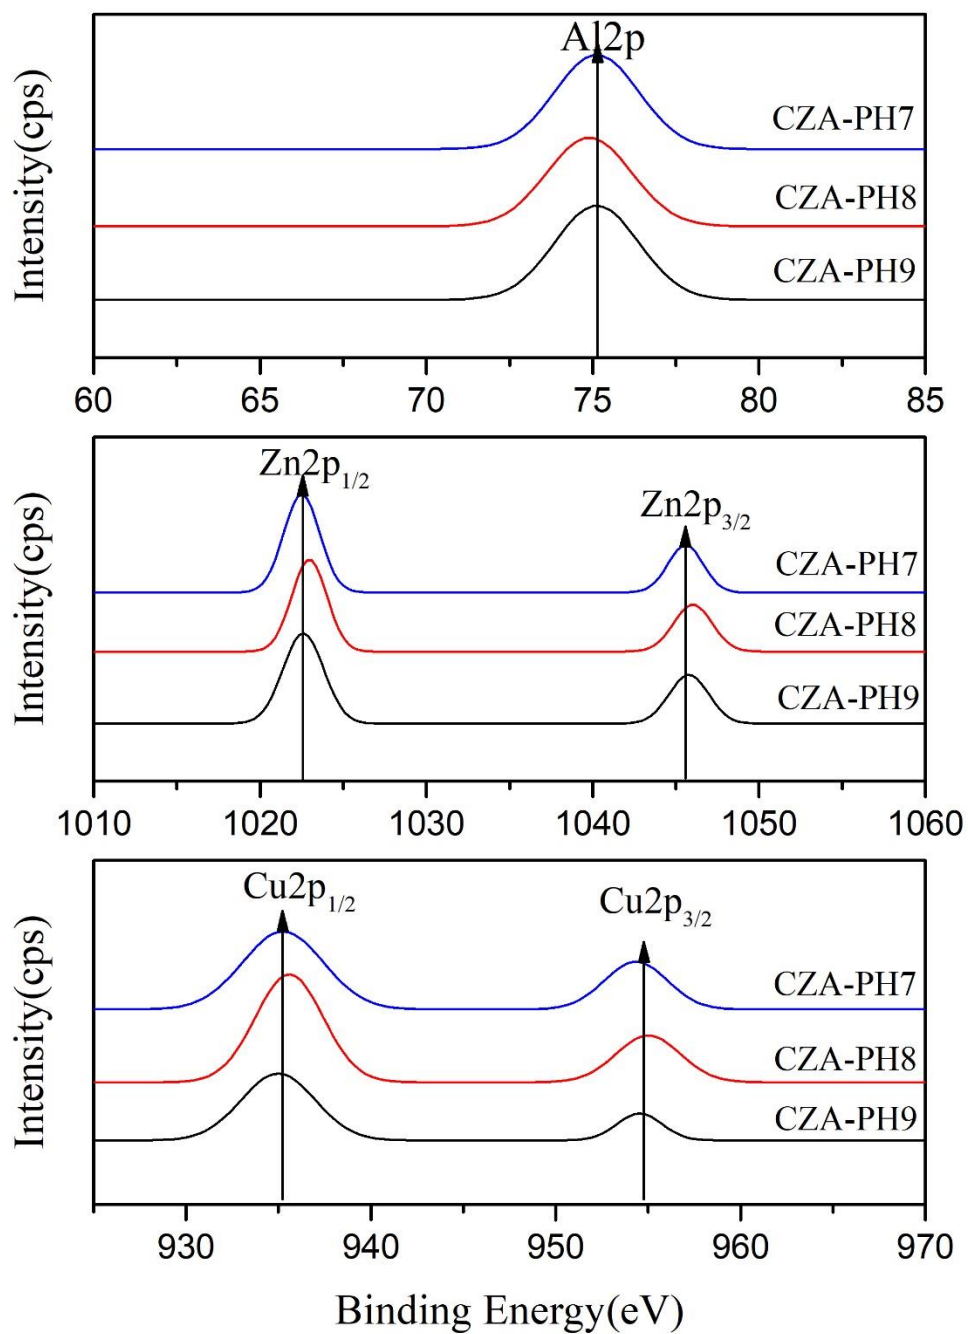 Al2p
Intensity(cps)
CZA-PH7
CZA-PH8
CZA-PH9
60 65 70 75 80 85
Zn2p1/2
Zn2p3/2
Intensity(cps)
CZA-PH7
CZA-PH8
CZA-PH9
1010 1020 1030 1040 1050 1060
Cu2p1/2
Cu2p3/2
Intensity(cps)
CZA-PH7
CZA-PH8
CZA-PH9
930 940 950 960 970
Binding Energy(eV)